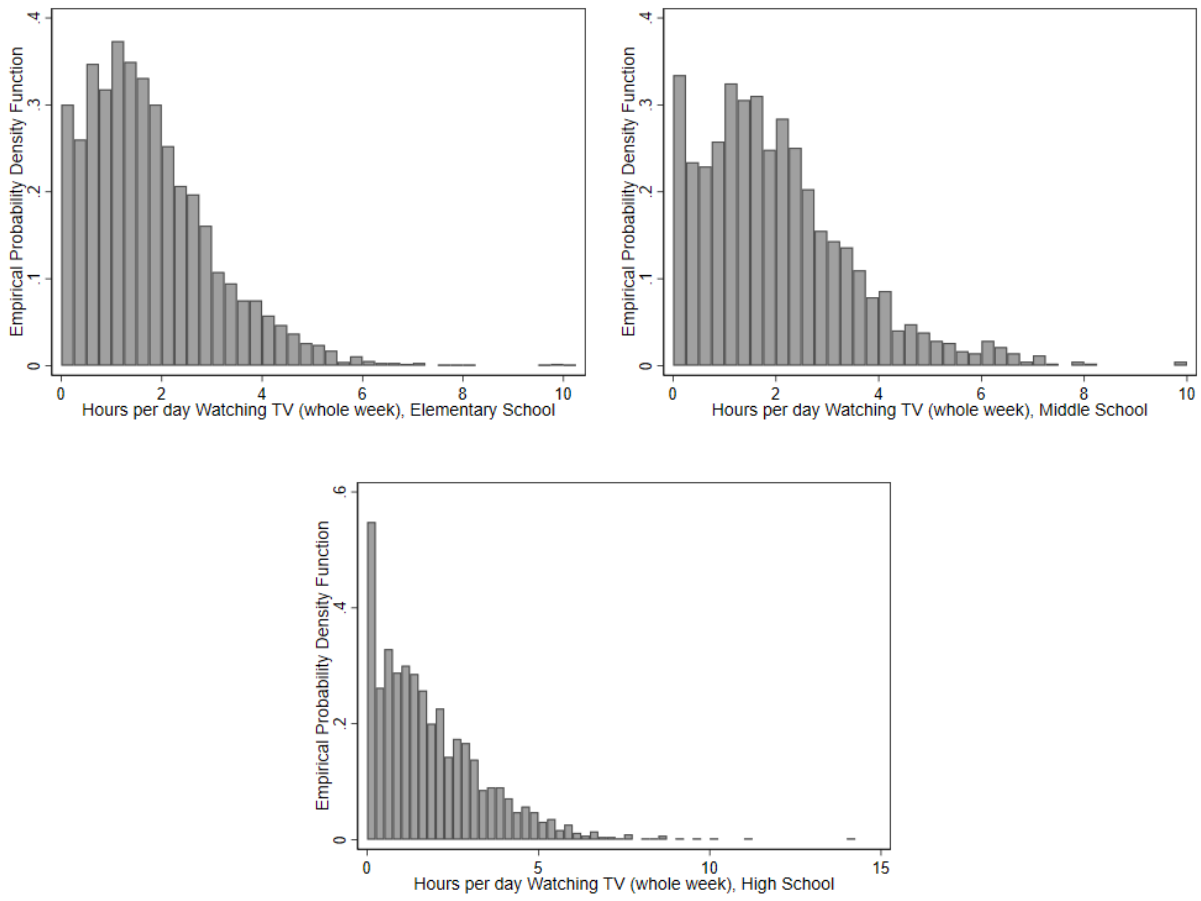 Empirical Probability Density Function
.4
.3
.2
.1
0
0 2 4 6 8 10
Hours per day Watching TV (whole week), Elementary School
Empirical Probability Density Function
.4
.3
.2
.1
0
0 2 4 6 8 10
Hours per day Watching TV (whole week), Middle School
Empirical Probability Density Function
.6
.4
.2
0
0 5 10 15
Hours per day Watching TV (whole week), High School